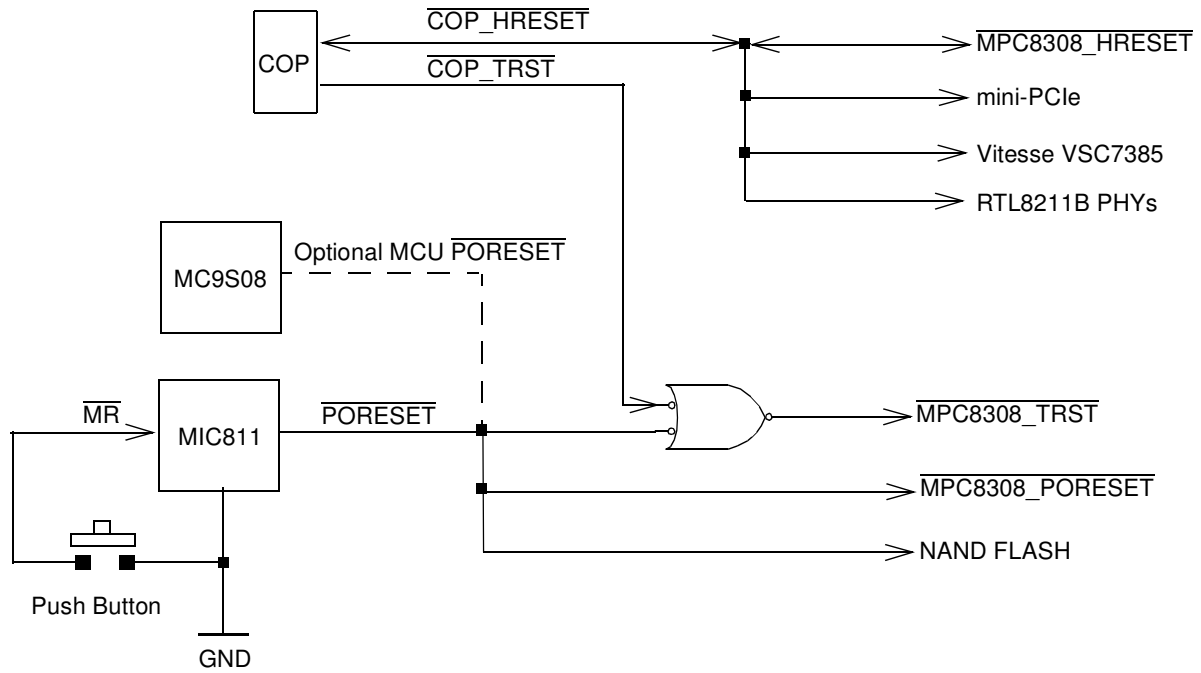 COP_HRESET
MPC8308_HRESET
COP
COP_TRST
mini-PCIe
Vitesse VSC7385
RTL8211B PHYs
Optional MCU PORESET
MC9S08
MR
PORESET
MIC811
MPC8308_TRST
MPC8308_PORESET
NAND FLASH
Push Button
GND